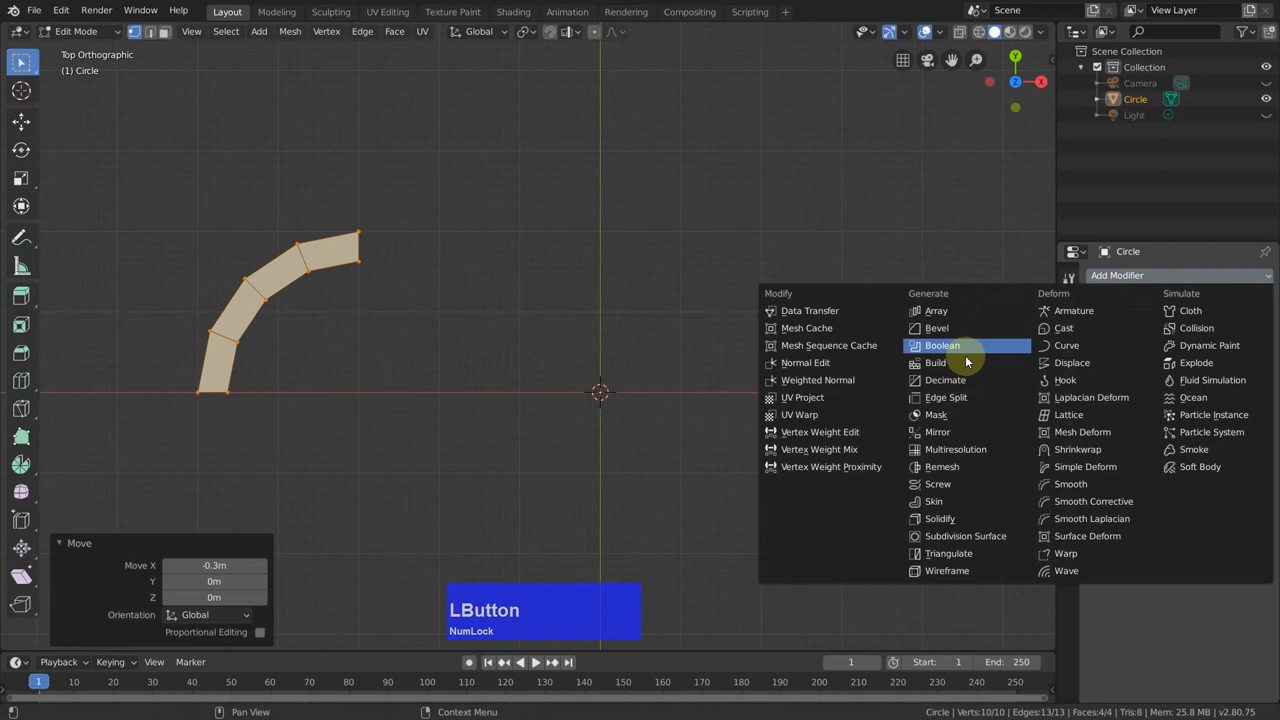 File Edit Render Window Help Layout Modeling Sculpting UV Editing Texture Paint Shading Animation Rendering Compositing Scripting + Scene View Layer
Edit Mode View Select Add Mesh Vertex Edge Face UV Global
Top Orthographic
(1) Circle
Y
Z
X
Scene Collection
Collection
Camera
Circle
Light
Circle
Add Modifier
Modify Generate Deform Simulate
Data Transfer Array Armature Cloth
Mesh Cache Bevel Cast Collision
Mesh Sequence Cache Boolean Curve Dynamic Paint
Normal Edit Build Displace Explode
Weighted Normal Decimate Hook Fluid Simulation
UV Project Edge Split Laplacian Deform Ocean
UV Warp Mask Lattice Particle Instance
Vertex Weight Edit Mirror Mesh Deform Particle System
Vertex Weight Mix Multiresolution Shrinkwrap Smoke
Vertex Weight Proximity Remesh Simple Deform Soft Body
Screw Smooth
Skin Smooth Corrective
Solidify Smooth Laplacian
Subdivision Surface Surface Deform
Triangulate Warp
Wireframe Wave
Move
Move X -0.3m
Y 0m
Z 0m
Orientation Global
Proportional Editing
LButton
NumLock
Playback Keying View Marker 1 Start: 1 End: 250
1 10 20 30 40 50 60 70 80 90 100 110 120 130 140 150 160 170 180 190 200 210 220 230 240 250
Pan View Context Menu Circle | Verts:10/10 | Edges:13/13 | Faces:4/4 | Tris:8 | Mem: 25.8 MB | v2.80.75